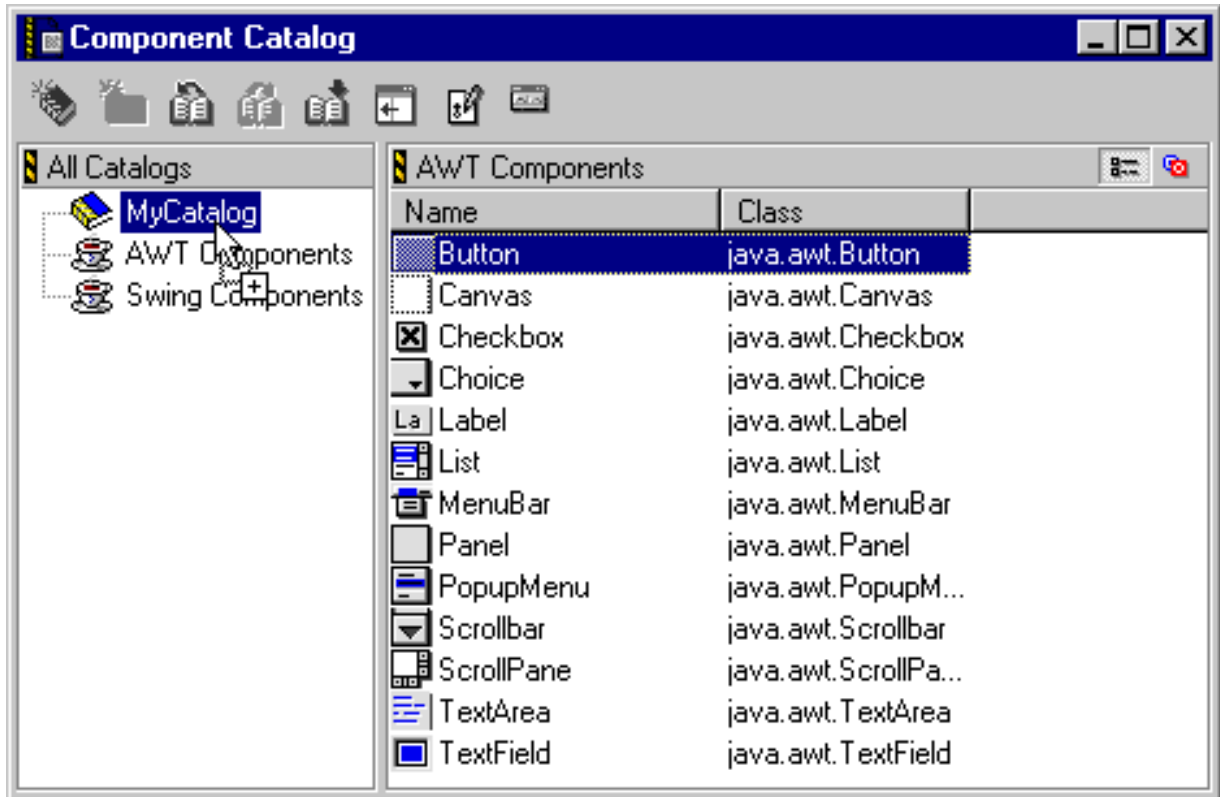 Component Catalog
All Catalogs
MyCatalog
AWT Components
Swing Components
AWT Components
Name Class
Button java.awt.Button
Canvas java.awt.Canvas
Checkbox java.awt.Checkbox
Choice java.awt.Choice
La Label java.awt.Label
List java.awt.List
MenuBar java.awt.MenuBar
Panel java.awt.Panel
PopupMenu java.awt.PopupM...
Scrollbar java.awt.Scrollbar
ScrollPane java.awt.ScrollPa...
TextArea java.awt.TextArea
TextField java.awt.TextField